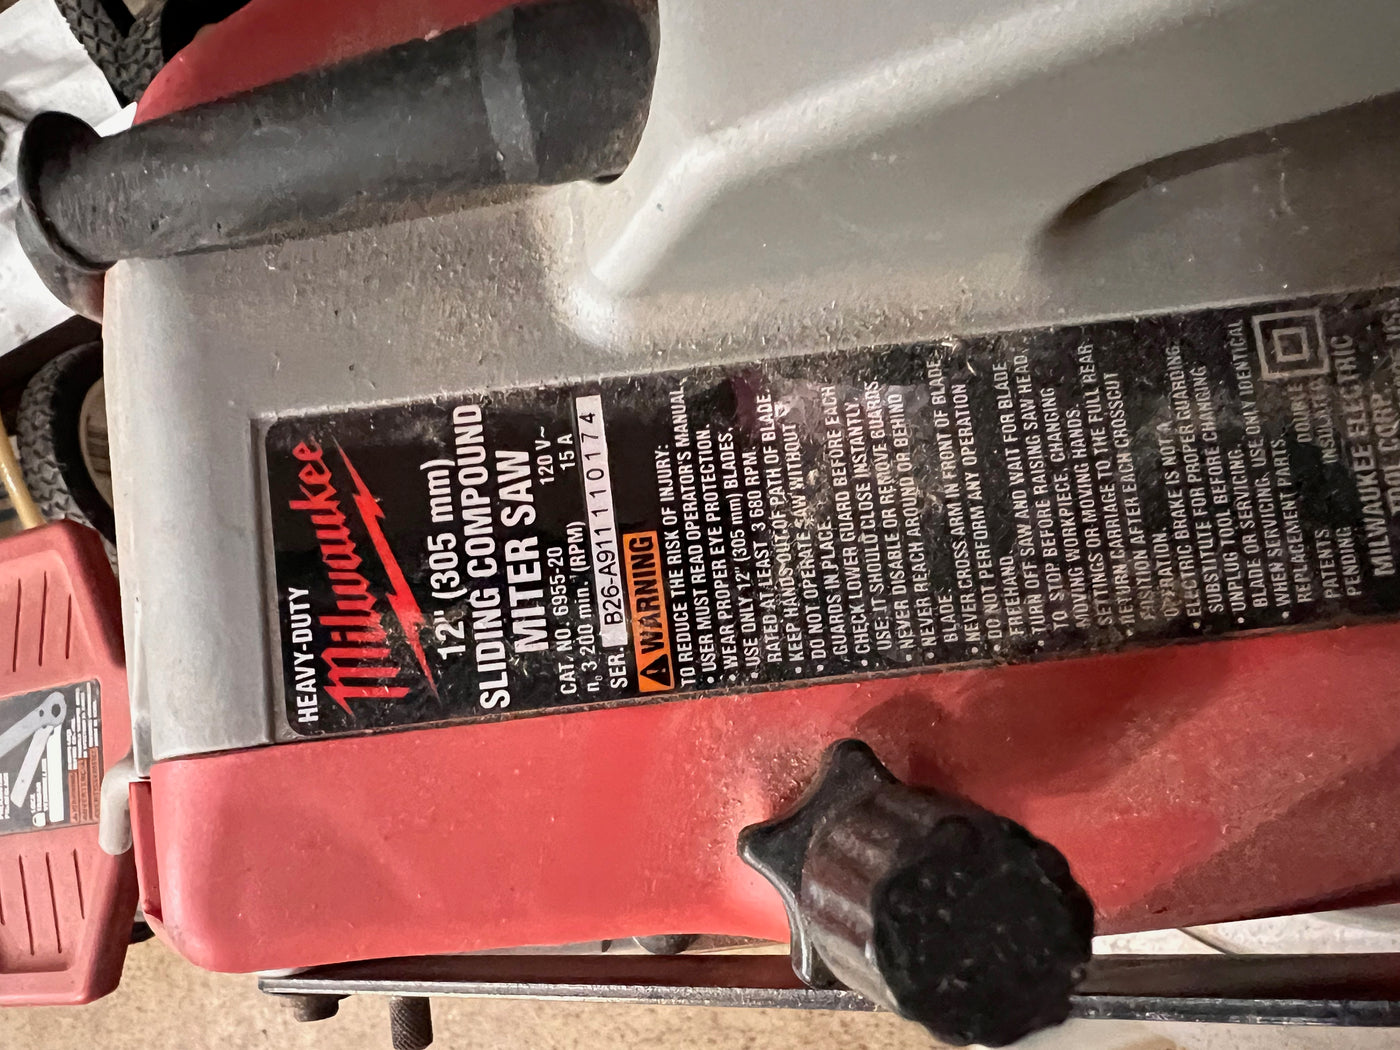 HEAVY-DUTY
Milwaukee
12" (305 mm)
SLIDING COMPOUND
MITER SAW
CAT. NO. 6955-20 120 V~
n₀ 3 200 min⁻¹ (RPM) 15 A
SER. B26-A911110174
WARNING
TO REDUCE THE RISK OF INJURY:
• USER MUST READ OPERATOR'S MANUAL.
• WEAR PROPER EYE PROTECTION.
• USE ONLY 12" (305 mm) BLADES
RATED AT LEAST 3 680 RPM.
• KEEP HANDS OUT OF PATH OF BLADE.
• DO NOT OPERATE SAW WITHOUT
GUARDS IN PLACE.
• CHECK LOWER GUARD BEFORE EACH
USE. IT SHOULD CLOSE INSTANTLY.
• NEVER DISABLE OR REMOVE GUARDS.
• NEVER REACH AROUND OR BEHIND
BLADE.
• NEVER CROSS ARM IN FRONT OF BLADE.
• DO NOT PERFORM ANY OPERATION
FREEHAND.
• TURN OFF SAW AND WAIT FOR BLADE
TO STOP BEFORE RAISING SAW HEAD,
MOVING WORKPIECE, CHANGING
SETTINGS OR MOVING HANDS.
• RETURN CARRIAGE TO THE FULL REAR
POSITION AFTER EACH CROSSCUT
OPERATION.
• ELECTRIC BRAKE IS NOT A
SUBSTITUTE FOR PROPER GUARDING.
• UNPLUG TOOL BEFORE CHANGING
BLADE OR SERVICING.
• WHEN SERVICING, USE ONLY IDENTICAL
REPLACEMENT PARTS.
PATENTS DOUBLE
PENDING INSULATED
MILWAUKEE ELECTRIC